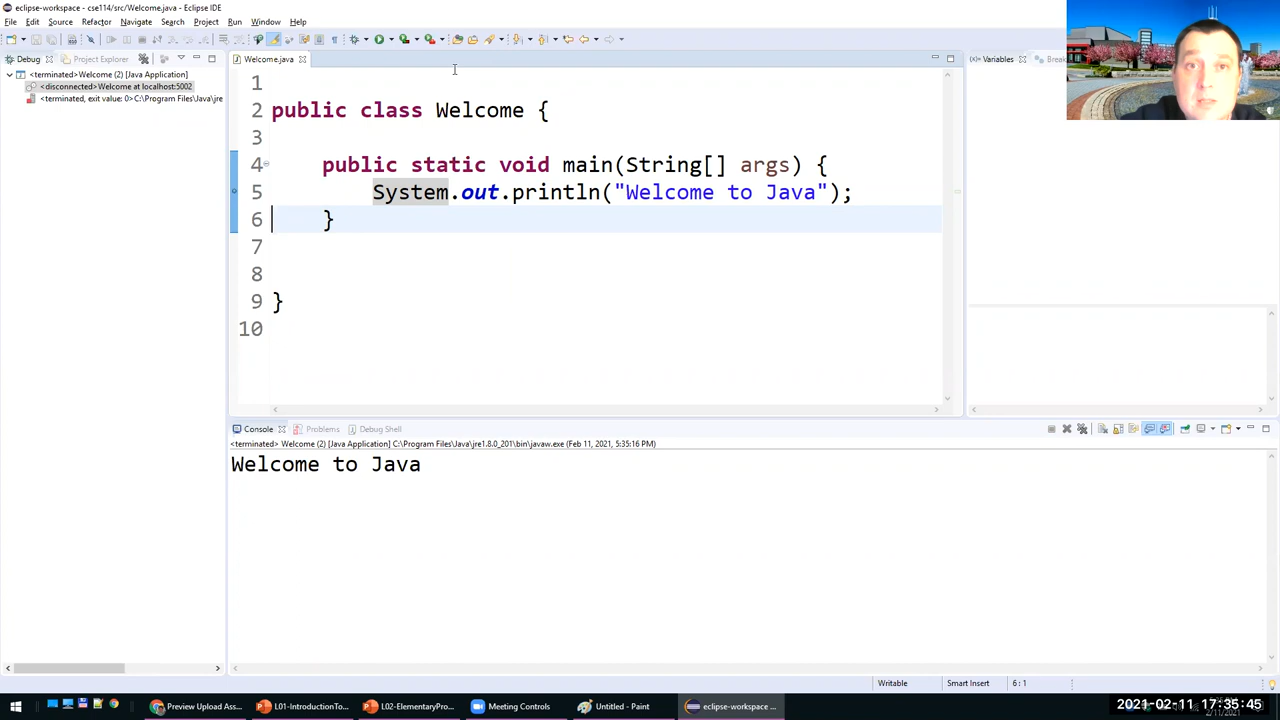 eclipse-workspace - cse114/src/Welcome.java - Eclipse IDE
File Edit Source Refactor Navigate Search Project Run Window Help
Debug Project Explorer
<terminated>Welcome (2) [Java Application]
<disconnected>Welcome at localhost:5002
<terminated, exit value: 0>C:\Program Files\Java\jre
Welcome.java
1
2 public class Welcome {
3
4 public static void main(String[] args) {
5 System.out.println("Welcome to Java");
6 }
7
8
9 }
10
(x)= Variables Break
Console Problems Debug Shell
<terminated> Welcome (2) [Java Application] C:\Program Files\Java\jre1.8.0_201\bin\javaw.exe (Feb 11, 2021, 5:35:16 PM)
Welcome to Java
Writable Smart Insert 6 : 1
Preview Upload Ass... L01-IntroductionTo... L02-ElementaryPro... Meeting Controls Untitled - Paint eclipse-workspace ...
2021-02-11 17:35:45
2/11/2021